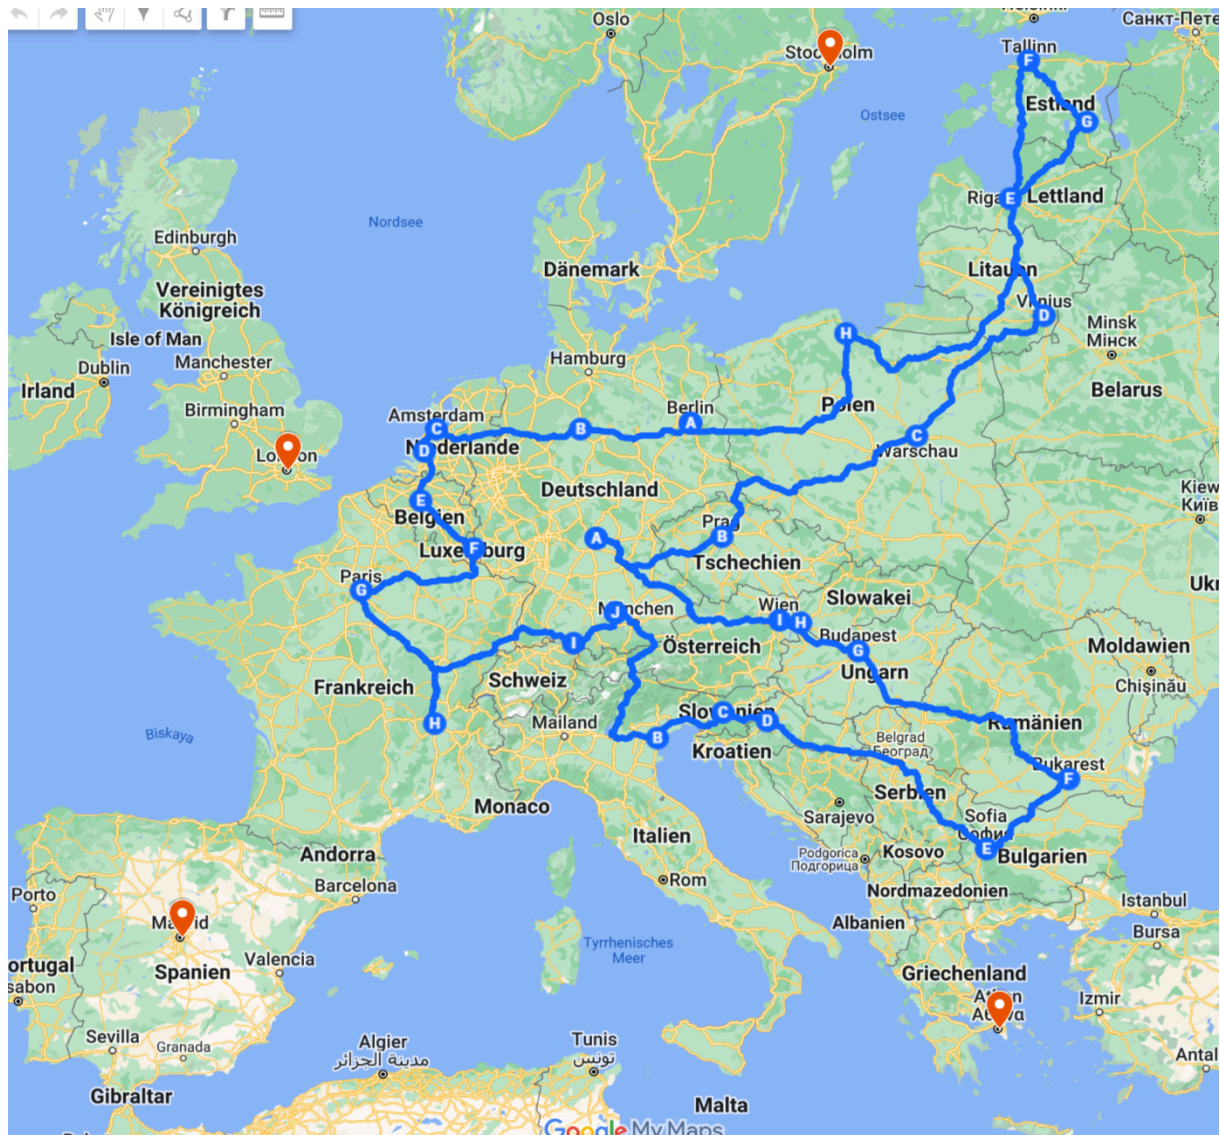 Oslo
Helsinki
Санкт-Пете
Stockholm
Tallinn
F
Estland
G
Ostsee
Riga
E
Lettland
Nordsee
Edinburgh
Dänemark
Litauen
Vereinigtes
Königreich
Vilnius
D
Isle of Man
Minsk
Мінск
Hamburg
H
Dublin
Manchester
Irland
Belarus
Birmingham
Amsterdam
Berlin
Polen
C
B
A
C
D
Niederlande
Warschau
London
Deutschland
Kiew
Київ
E
Belgien
Prag
B
A
Luxemburg
F
Tschechien
Paris
G
Ukr
Slowakei
Wien
J
München
I
H
Budapest
Österreich
G
Moldawien
I
Ungarn
Chișinău
Schweiz
Frankreich
H
Mailand
Slowenien
C
D
Rumänien
B
Kroatien
Belgrad
Београд
Biskaya
Bukarest
F
Monaco
Serbien
Sarajevo
Sofia
София
Italien
E
Andorra
Podgorica
Подгорица
Kosovo
Bulgarien
Barcelona
Rom
Nordmazedonien
Porto
Istanbul
Madrid
Albanien
Bursa
Tyrrhenisches
Meer
Valencia
ortugal
Spanien
Griechenland
sabon
Athen
Αθήνα
Izmir
Sevilla
Granada
Algier
مدينة الجزائر
Tunis
تونس
Antal
Gibraltar
Malta
Google My Maps